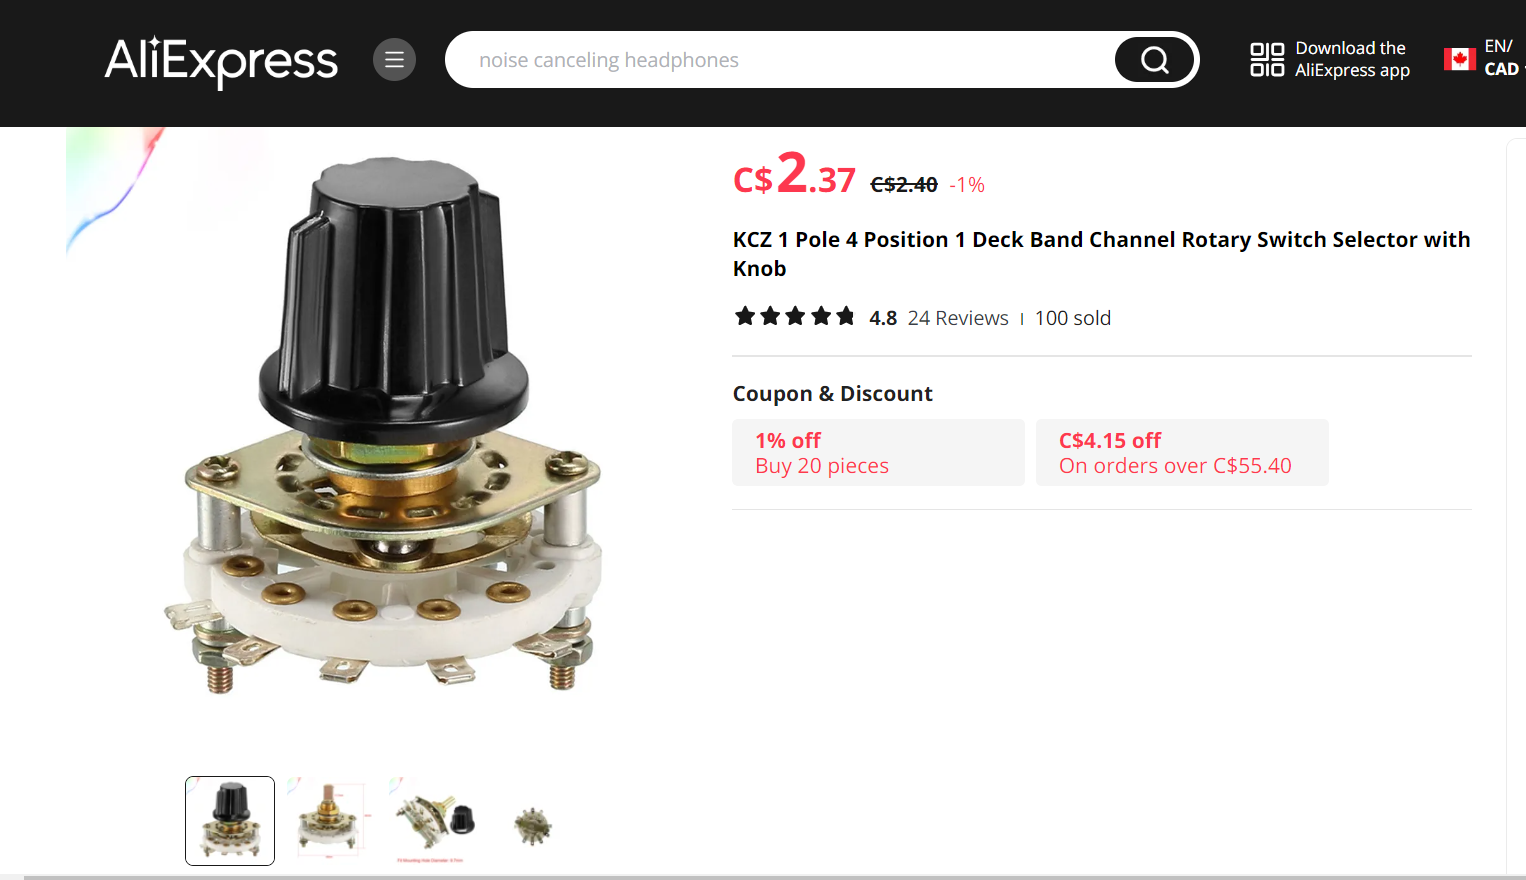 AliExpress
noise canceling headphones
Download the
AliExpress app
EN/
CAD
C$2.37 C$2.40 -1%
KCZ 1 Pole 4 Position 1 Deck Band Channel Rotary Switch Selector with
Knob
4.8 24 Reviews | 100 sold
Coupon & Discount
1% off
Buy 20 pieces
C$4.15 off
On orders over C$55.40